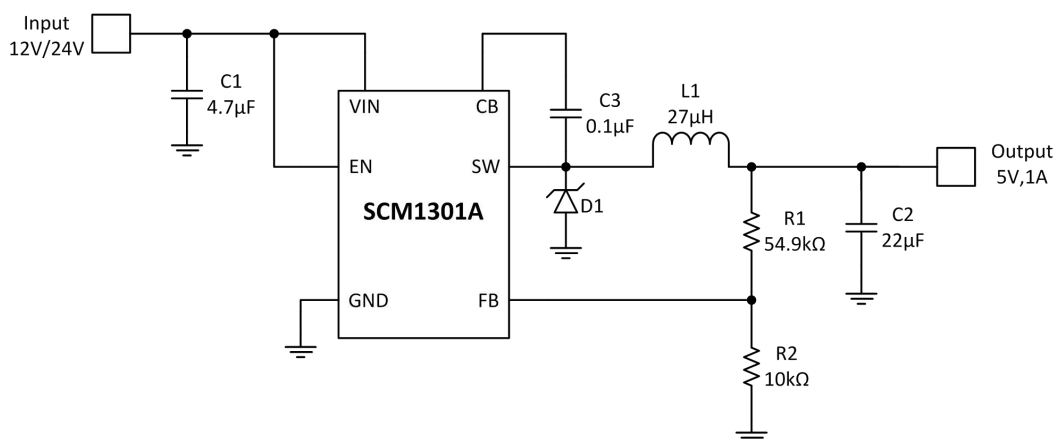 Input
12V/24V
C1
4.7μF
VIN
CB
C3
0.1μF
L1
27μH
Output
5V,1A
EN
SW
SCM1301A
D1
R1
54.9kΩ
C2
22μF
GND
FB
R2
10kΩ